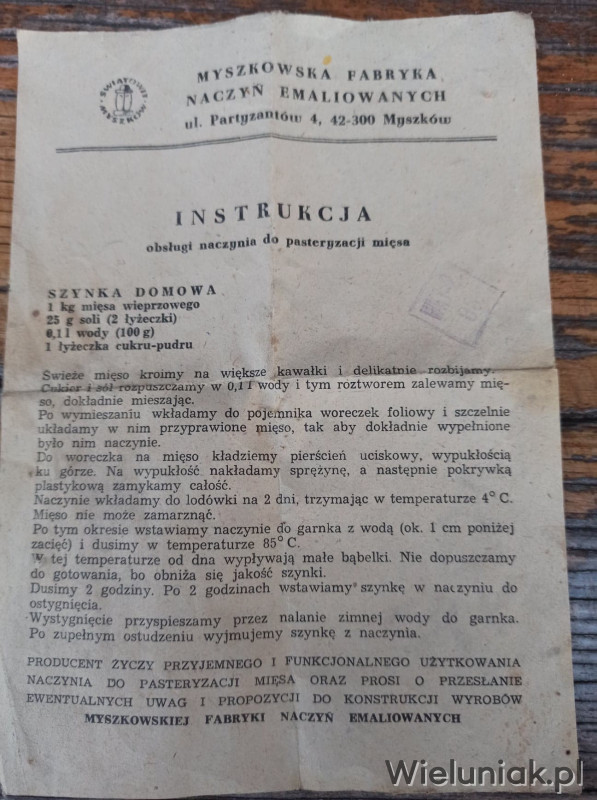 ŚWIATOWIT
MYSZKÓW
MYSZKOWSKA FABRYKA
NACZYŃ EMALIOWANYCH
ul. Partyzantów 4, 42-300 Myszków
INSTRUKCJA
obsługi naczynia do pasteryzacji mięsa
SZYNKA DOMOWA
1 kg mięsa wieprzowego
25 g soli (2 łyżeczki)
0,1 l wody (100 g)
1 łyżeczka cukru-pudru
Świeże mięso kroimy na większe kawałki i delikatnie rozbijamy.
Cukier i sól rozpuszczamy w 0,1 l wody i tym roztworem zalewamy mię-
so, dokładnie mieszając.
Po wymieszaniu wkładamy do pojemnika woreczek foliowy i szczelnie
układamy w nim przyprawione mięso, tak aby dokładnie wypełnione
było nim naczynie.
Do woreczka na mięso kładziemy pierścień uciskowy, wypukłością
ku górze. Na wypukłość nakładamy sprężynę, a następnie pokrywką
plastykową zamykamy całość.
Naczynie wkładamy do lodówki na 2 dni, trzymając w temperaturze 4° C.
Mięso nie może zamarznąć.
Po tym okresie wstawiamy naczynie do garnka z wodą (ok. 1 cm poniżej
zacięć) i dusimy w temperaturze 85° C.
W tej temperaturze od dna wypływają małe bąbelki. Nie dopuszczamy
do gotowania, bo obniża się jakość szynki.
Dusimy 2 godziny. Po 2 godzinach wstawiamy szynkę w naczyniu do
ostygnięcia.
Wystygnięcie przyspieszamy przez nalanie zimnej wody do garnka.
Po zupełnym ostudzeniu wyjmujemy szynkę z naczynia.
PRODUCENT ŻYCZY PRZYJEMNEGO I FUNKCJONALNEGO UŻYTKOWANIA
NACZYNIA DO PASTERYZACJI MIĘSA ORAZ PROSI O PRZESŁANIE
EWENTUALNYCH UWAG I PROPOZYCJI DO KONSTRUKCJI WYROBÓW
MYSZKOWSKIEJ FABRYKI NACZYŃ EMALIOWANYCH
Wieluniak.pl